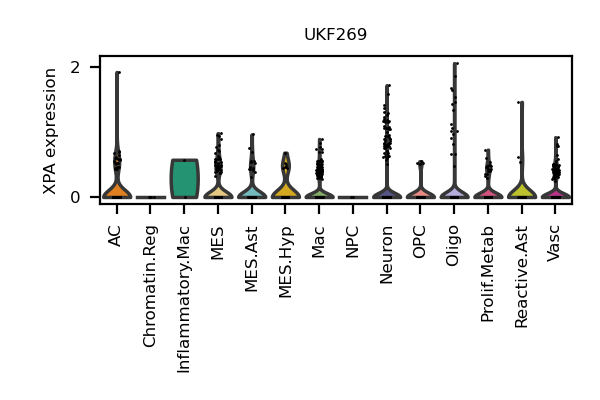 UKF269
XPA expression
2
0
AC
Chromatin.Reg
Inflammatory.Mac
MES
MES.Ast
MES.Hyp
Mac
NPC
Neuron
OPC
Oligo
Prolif.Metab
Reactive.Ast
Vasc